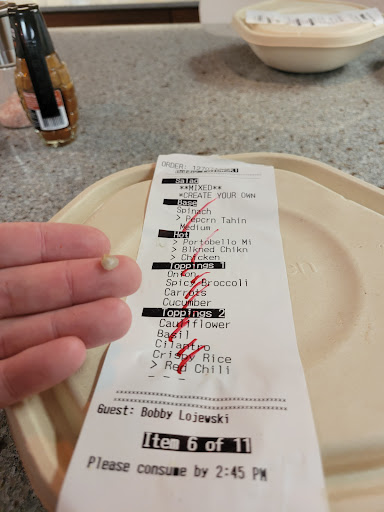 ORDER:
Salad
**MIXED**
*CREATE YOUR OWN
Base
Spinach
> Pepcrn Tahin
Medium
Hot
> Portobello Mi
> Blkned Chikn
> Chicken
Toppings 1
Onion
Spicy Broccoli
Carrots
Cucumber
Toppings 2
Cauliflower
Basil
Cilantro
Crispy Rice
> Red Chili
- - -
Guest: Bobby Lojewski
Item 6 of 11
Please consume by 2:45 PM